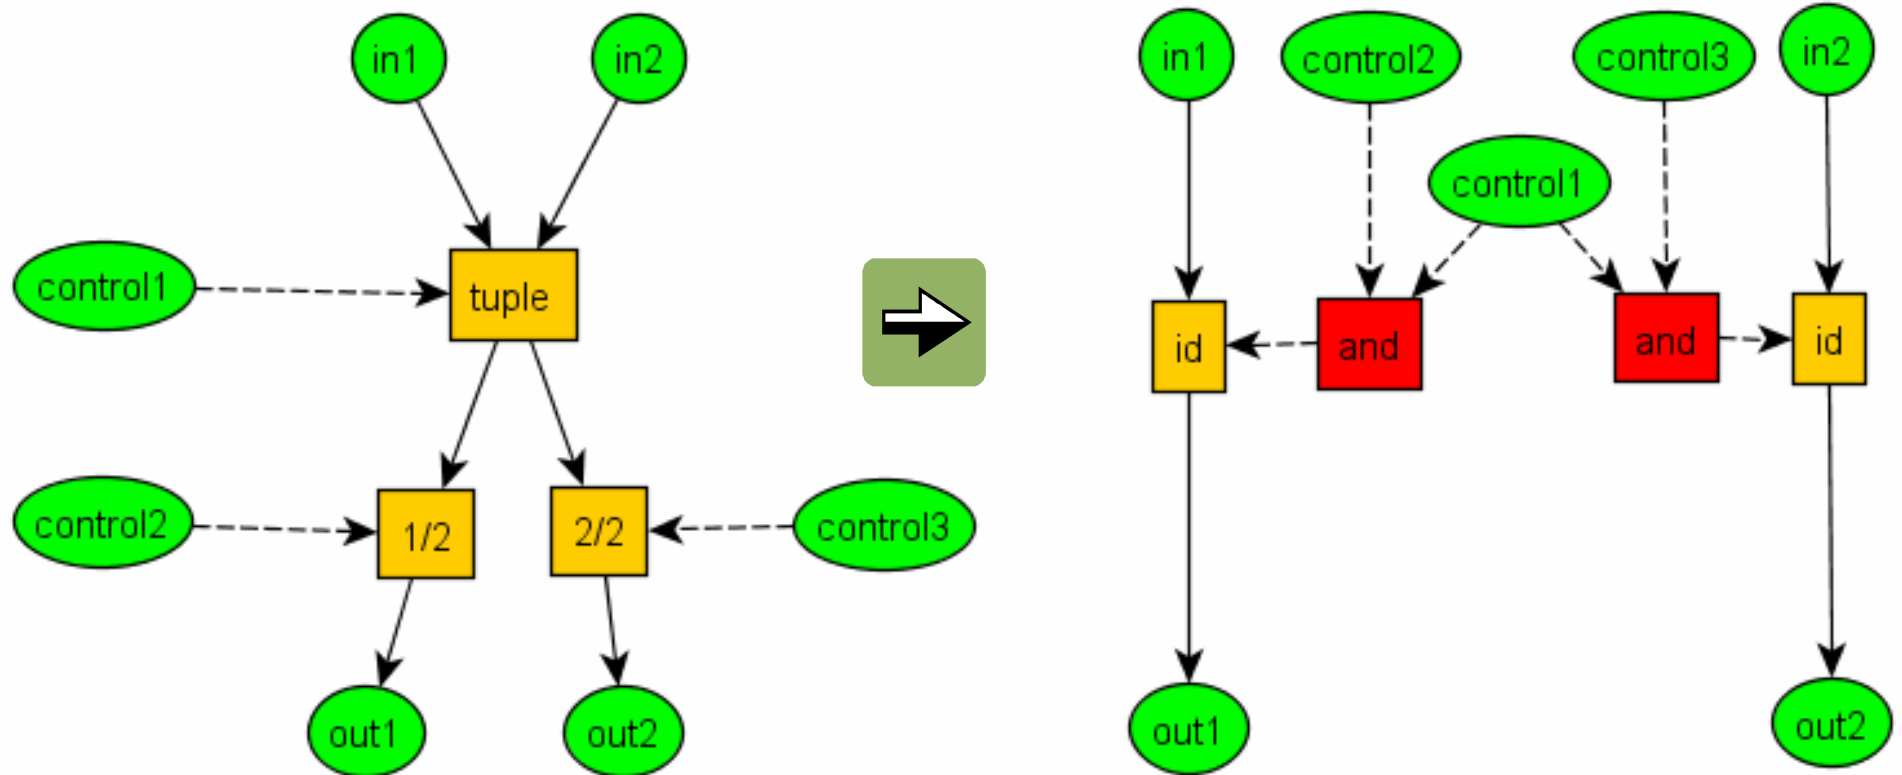 in1
in2
control1
tuple
control2
1/2
2/2
control3
out1
out2
in1
control2
control3
in2
control1
id
and
and
id
out1
out2